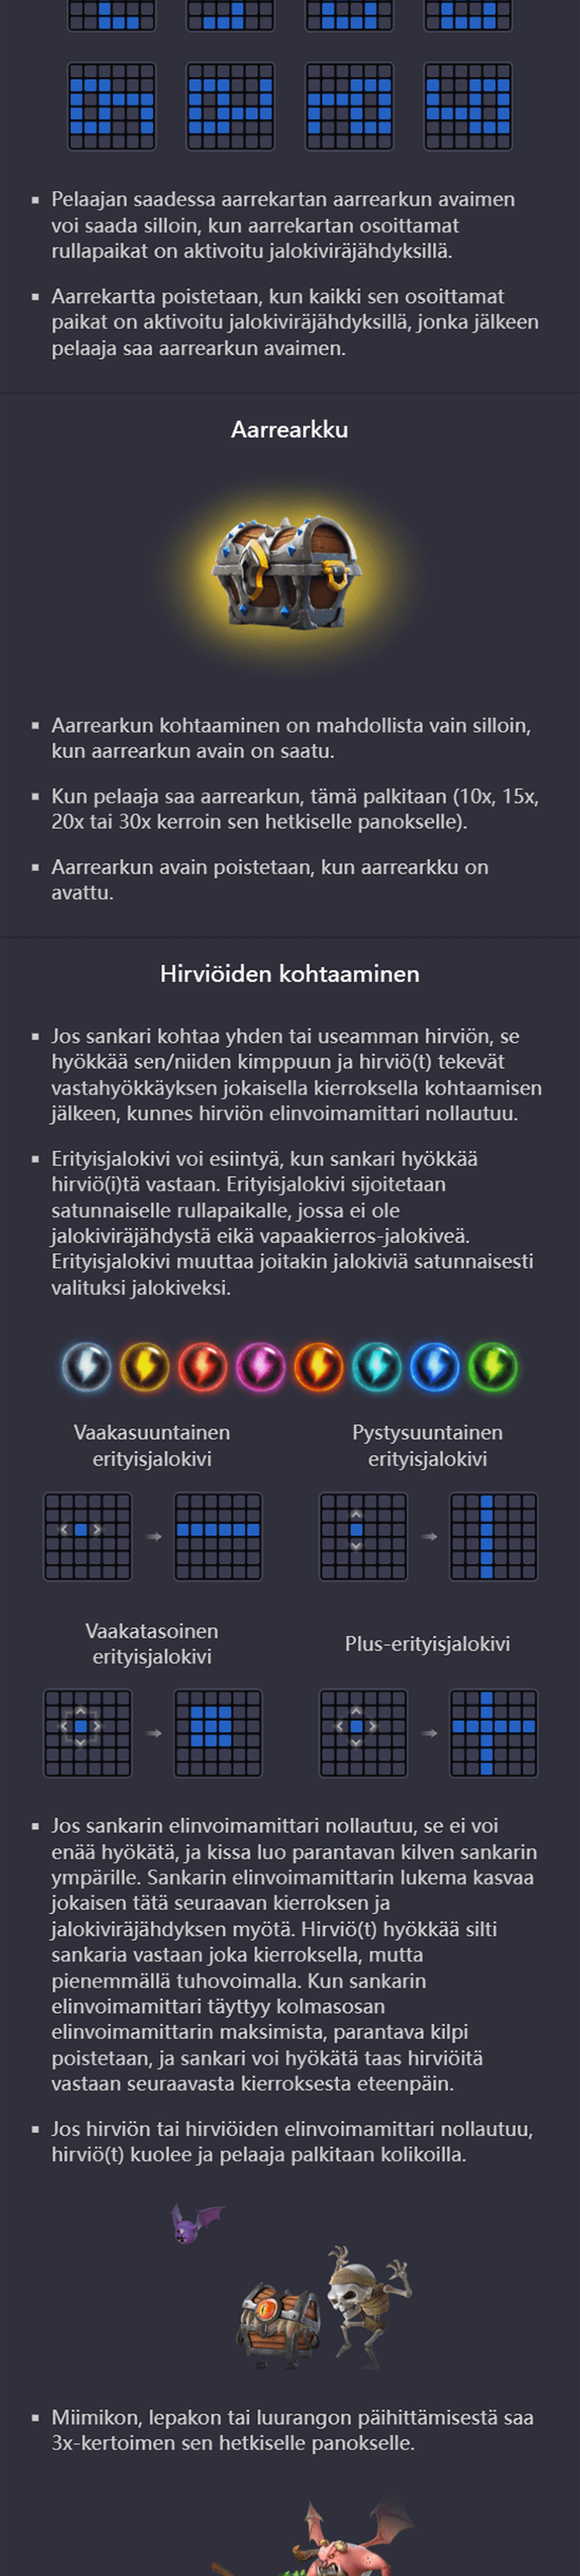 Pelaajan saadessa aarrekartan aarrearkun avaimen
voi saada silloin, kun aarrekartan osoittamat
rullapaikat on aktivoitu jalokiviräjähdyksillä.
Aarrekartta poistetaan, kun kaikki sen osoittamat
paikat on aktivoitu jalokiviräjähdyksillä, jonka jälkeen
pelaaja saa aarrearkun avaimen.
Aarrearkku
Aarrearkun kohtaaminen on mahdollista vain silloin,
kun aarrearkun avain on saatu.
Kun pelaaja saa aarrearkun, tämä palkitaan (10x, 15x,
20x tai 30x kerroin sen hetkiselle panokselle).
Aarrearkun avain poistetaan, kun aarrearkku on
avattu.
Hirviöiden kohtaaminen
Jos sankari kohtaa yhden tai useamman hirviön, se
hyökkää sen/niiden kimppuun ja hirviö(t) tekevät
vastahyökkäyksen jokaisella kierroksella kohtaamisen
jälkeen, kunnes hirviön elinvoimamittari nollautuu.
Erityisjalokivi voi esiintyä, kun sankari hyökkää
hirviö(i)tä vastaan. Erityisjalokivi sijoitetaan
satunnaiselle rullapaikalle, jossa ei ole
jalokiviräjähdystä eikä vapaakierros-jalokiveä.
Erityisjalokivi muuttaa joitakin jalokiviä satunnaisesti
valituksi jalokiveksi.
Vaakasuuntainen
erityisjalokivi
Pystysuuntainen
erityisjalokivi
Vaakatasoinen
erityisjalokivi
Plus-erityisjalokivi
Jos sankarin elinvoimamittari nollautuu, se ei voi
enää hyökätä, ja kissa luo parantavan kilven sankarin
ympärille. Sankarin elinvoimamittarin lukema kasvaa
jokaisen tätä seuraavan kierroksen ja
jalokiviräjähdyksen myötä. Hirviö(t) hyökkää silti
sankaria vastaan joka kierroksella, mutta
pienemmällä tuhovoimalla. Kun sankarin
elinvoimamittari täyttyy kolmasosan
elinvoimamittarin maksimista, parantava kilpi
poistetaan, ja sankari voi hyökätä taas hirviöitä
vastaan seuraavasta kierroksesta eteenpäin.
Jos hirviön tai hirviöiden elinvoimamittari nollautuu,
hirviö(t) kuolee ja pelaaja palkitaan kolikoilla.
Miimikon, lepakon tai luurangon päihittämisestä saa
3x-kertoimen sen hetkiselle panokselle.